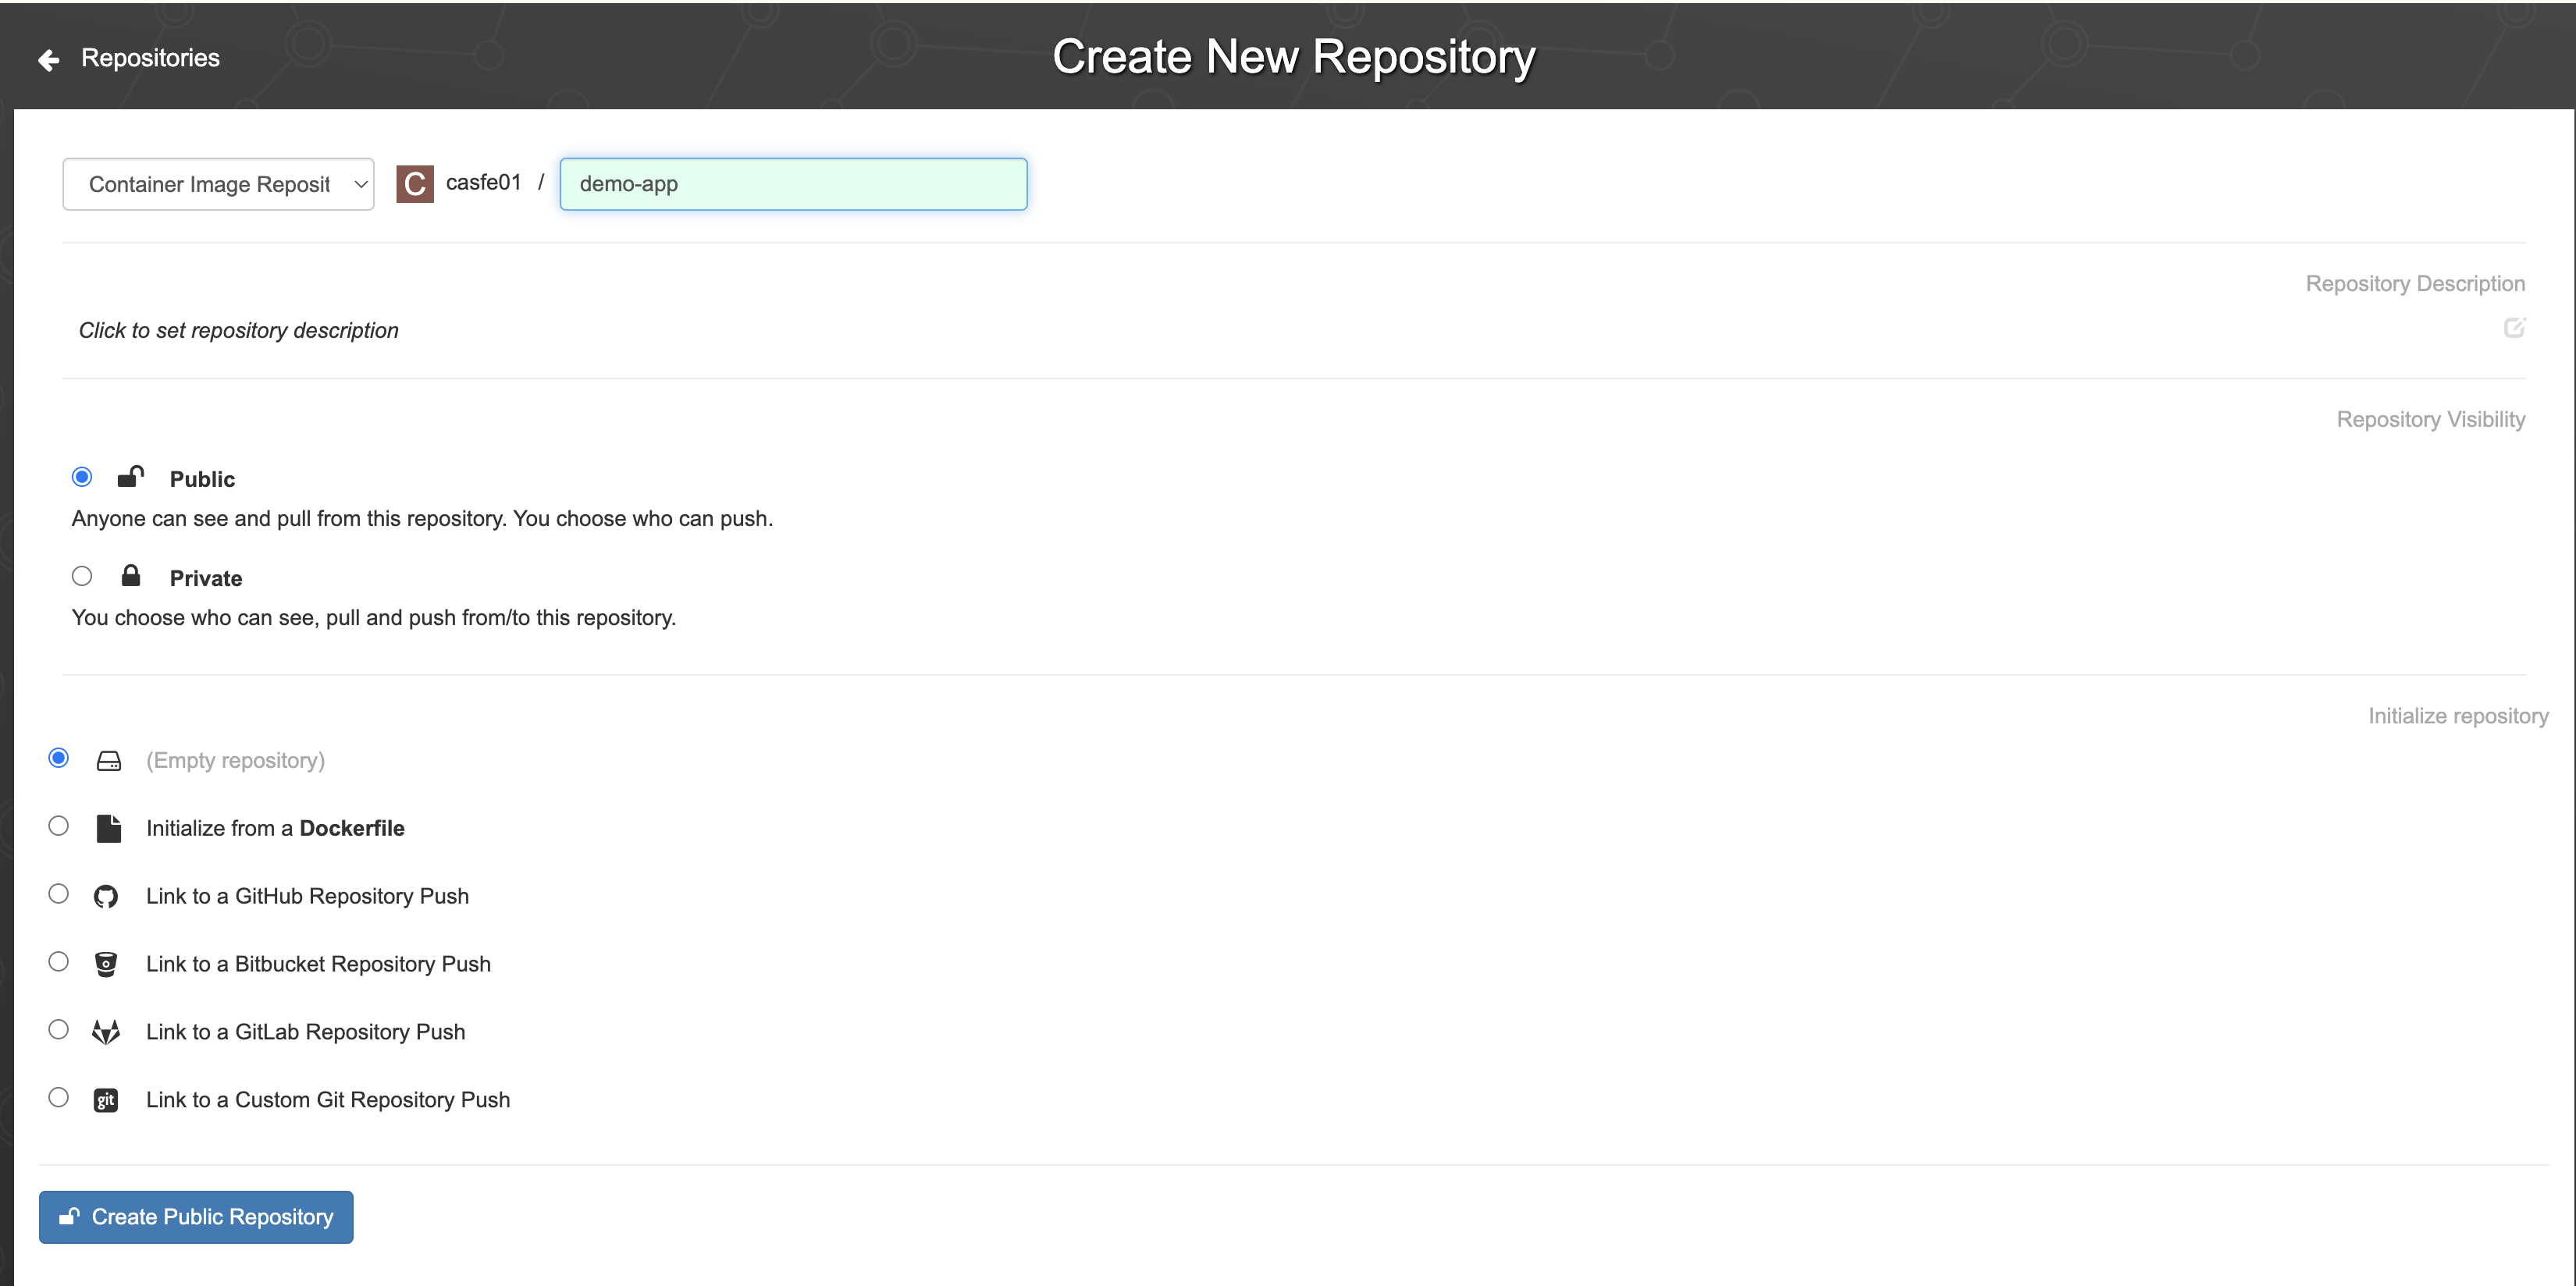 Repositories
Create New Repository
Container Image Reposit
C casfe01 / demo-app
Repository Description
Click to set repository description
Repository Visibility
Public
Anyone can see and pull from this repository. You choose who can push.
Private
You choose who can see, pull and push from/to this repository.
Initialize repository
(Empty repository)
Initialize from a Dockerfile
Link to a GitHub Repository Push
Link to a Bitbucket Repository Push
Link to a GitLab Repository Push
git Link to a Custom Git Repository Push
Create Public Repository